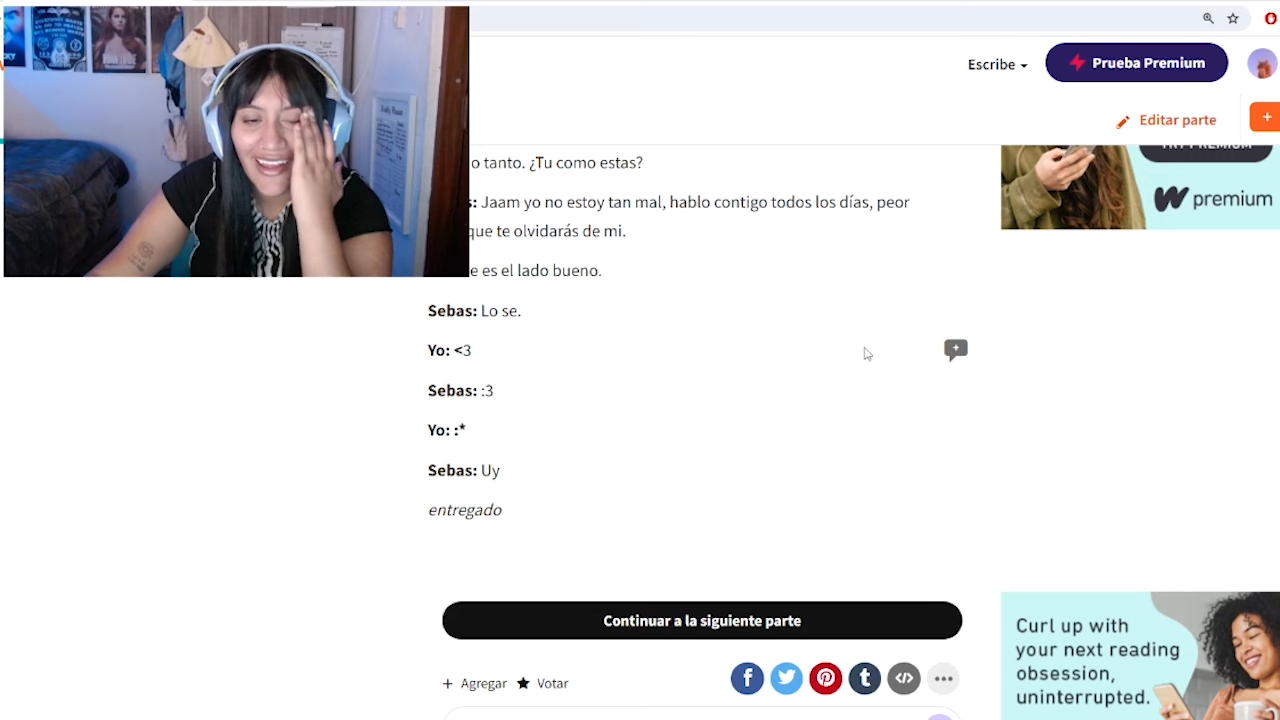 Escribe
Prueba Premium
Editar parte
o tanto. ¿Tu como estas?
s: Jaam yo no estoy tan mal, hablo contigo todos los días, peor
que te olvidarás de mi.
e es el lado bueno.
premium
Sebas: Lo se.
Yo: <3
Sebas: :3
Yo: :*
Sebas: Uy
entregado
Continuar a la siguiente parte
+ Agregar ★ Votar
Curl up with
your next reading
obsession,
uninterrupted.